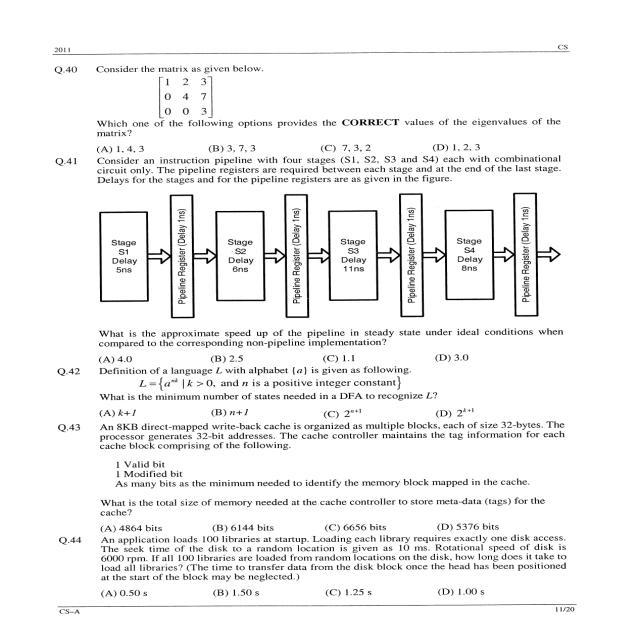 2011 CS
Q.40 Consider the matrix as given below.
1 2 3
0 4 7
0 0 3
Which one of the following options provides the CORRECT values of the eigenvalues of the
matrix?
(A) 1, 4, 3 (B) 3, 7, 3 (C) 7, 3, 2 (D) 1, 2, 3
Q.41 Consider an instruction pipeline with four stages (S1, S2, S3 and S4) each with combinational
circuit only. The pipeline registers are required between each stage and at the end of the last stage.
Delays for the stages and for the pipeline registers are as given in the figure.
Stage
S1
Delay
5ns
Pipeline Register (Delay 1ns)
Stage
S2
Delay
6ns
Pipeline Register (Delay 1ns)
Stage
S3
Delay
11ns
Pipeline Register (Delay 1ns)
Stage
S4
Delay
8ns
Pipeline Register (Delay 1ns)
What is the approximate speed up of the pipeline in steady state under ideal conditions when
compared to the corresponding non-pipeline implementation?
(A) 4.0 (B) 2.5 (C) 1.1 (D) 3.0
Q.42 Definition of a language L with alphabet {a} is given as following.
L={aⁿᵏ | k > 0, and n is a positive integer constant}
What is the minimum number of states needed in a DFA to recognize L?
(A) k+1 (B) n+1 (C) 2ⁿ⁺¹ (D) 2ᵏ⁺¹
Q.43 An 8KB direct-mapped write-back cache is organized as multiple blocks, each of size 32-bytes. The
processor generates 32-bit addresses. The cache controller maintains the tag information for each
cache block comprising of the following.
1 Valid bit
1 Modified bit
As many bits as the minimum needed to identify the memory block mapped in the cache.
What is the total size of memory needed at the cache controller to store meta-data (tags) for the
cache?
(A) 4864 bits (B) 6144 bits (C) 6656 bits (D) 5376 bits
Q.44 An application loads 100 libraries at startup. Loading each library requires exactly one disk access.
The seek time of the disk to a random location is given as 10 ms. Rotational speed of disk is
6000 rpm. If all 100 libraries are loaded from random locations on the disk, how long does it take to
load all libraries? (The time to transfer data from the disk block once the head has been positioned
at the start of the block may be neglected.)
(A) 0.50 s (B) 1.50 s (C) 1.25 s (D) 1.00 s
CS–A 11/20